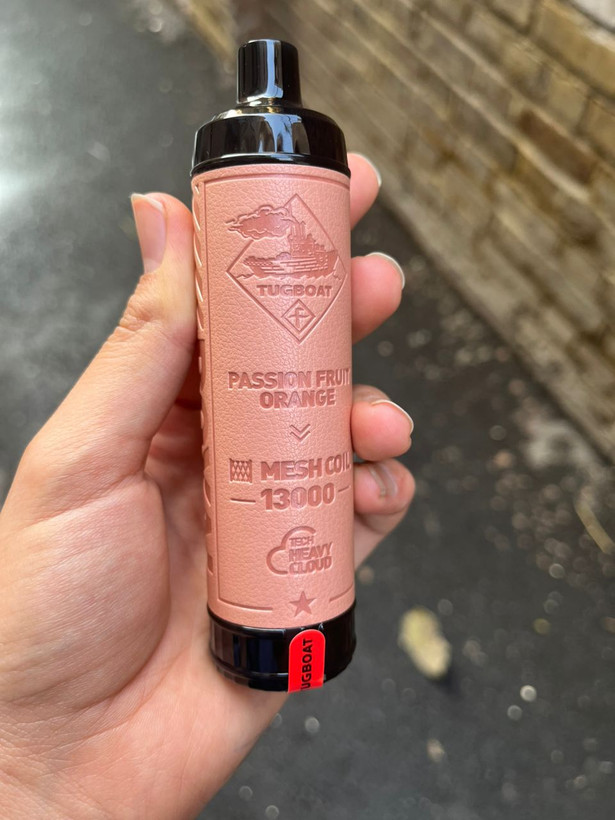 TUGBOAT
PASSION FRUIT
ORANGE
MESH COIL
13000
TECH
HEAVY
CLOUD
TUGBOAT